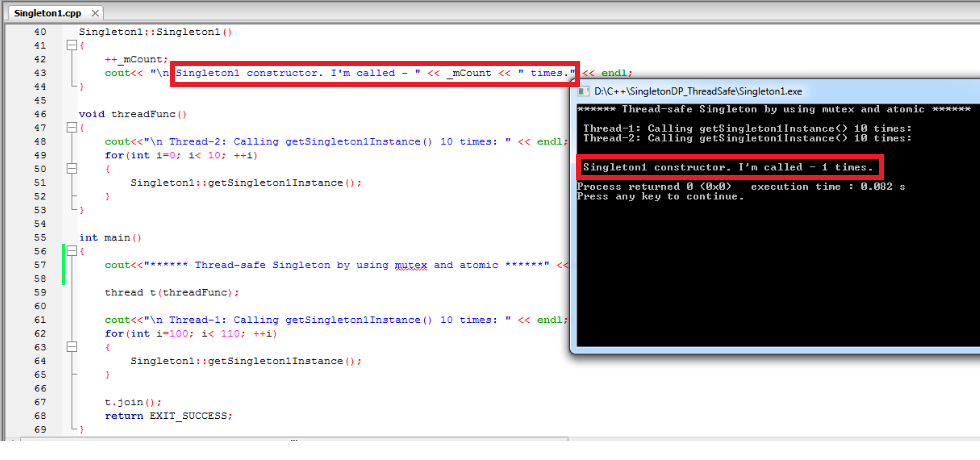 Singleton1.cpp
40 Singleton1::Singleton1()
41 {
42 ++_mCount;
43 cout<< "\n Singleton1 constructor. I'm called - " << _mCount << " times." << endl;
44 }
45
46 void threadFunc()
47 {
48 cout<<"\n Thread-2: Calling getSingleton1Instance() 10 times: " << endl;
49 for(int i=0; i< 10; ++i)
50 {
51 Singleton1::getSingleton1Instance();
52 }
53 }
54
55 int main()
56 {
57 cout<<"****** Thread-safe Singleton by using mutex and atomic ******" <<
58
59 thread t(threadFunc);
60
61 cout<<"\n Thread-1: Calling getSingleton1Instance() 10 times: " << endl;
62 for(int i=100; i< 110; ++i)
63 {
64 Singleton1::getSingleton1Instance();
65 }
66
67 t.join();
68 return EXIT_SUCCESS;
69 }
D:\C++\SingletonDP_ThreadSafe\Singleton1.exe
****** Thread-safe Singleton by using mutex and atomic ******
Thread-1: Calling getSingleton1Instance() 10 times:
Thread-2: Calling getSingleton1Instance() 10 times:
Singleton1 constructor. I'm called - 1 times.
Process returned 0 (0x0) execution time : 0.082 s
Press any key to continue.